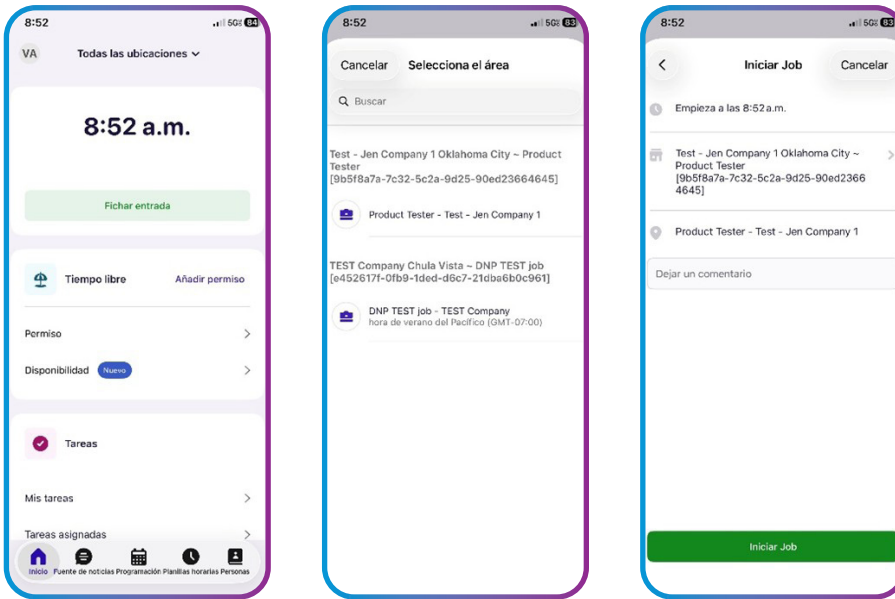 8:52
5G 84
VA
Todas las ubicaciones
8:52 a.m.
Fichar entrada
Tiempo libre
Añadir permiso
Permiso
Disponibilidad
Nuevo
Tareas
Mis tareas
Tareas asignadas
Inicio
Fuente de noticias
Programación
Planillas horarias
Personas
8:52
5G 83
Cancelar
Selecciona el área
Buscar
Test - Jen Company 1 Oklahoma City ~ Product
Tester
[9b5f8a7a-7c32-5c2a-9d25-90ed23664645]
Product Tester - Test - Jen Company 1
TEST Company Chula Vista ~ DNP TEST job
[e452617f-0fb9-1ded-d6c7-21dba6b0c961]
DNP TEST job - TEST Company
hora de verano del Pacífico (GMT-07:00)
8:52
5G 83
Iniciar Job
Cancelar
Empieza a las 8:52 a.m.
Test - Jen Company 1 Oklahoma City ~
Product Tester
[9b5f8a7a-7c32-5c2a-9d25-90ed2366
4645]
Product Tester - Test - Jen Company 1
Dejar un comentario
Iniciar Job